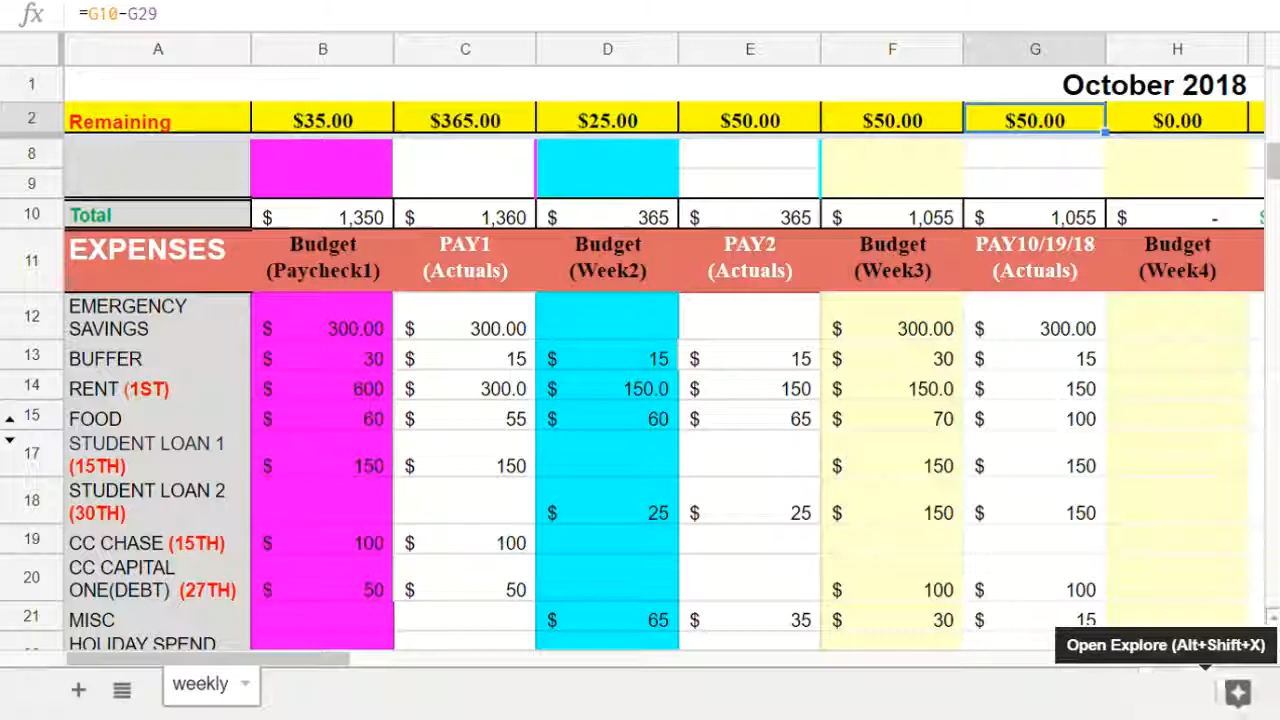 fx =G10-G29
A B C D E F G H
1 October 2018
2 Remaining $35.00 $365.00 $25.00 $50.00 $50.00 $50.00 $0.00
8
9
10 Total $ 1,350 $ 1,360 $ 365 $ 365 $ 1,055 $ 1,055 $ - $
11 EXPENSES Budget PAY1 Budget PAY2 Budget PAY10/19/18 Budget
(Paycheck1) (Actuals) (Week2) (Actuals) (Week3) (Actuals) (Week4)
EMERGENCY
12 SAVINGS $ 300.00 $ 300.00 $ 300.00 $ 300.00
13 BUFFER $ 30 $ 15 $ 15 $ 15 $ 30 $ 15
14 RENT (1ST) $ 600 $ 300.0 $ 150.0 $ 150 $ 150.0 $ 150
15 FOOD $ 60 $ 55 $ 60 $ 65 $ 70 $ 100
STUDENT LOAN 1
17 (15TH) $ 150 $ 150 $ 150 $ 150
STUDENT LOAN 2
18 (30TH) $ 25 $ 25 $ 150 $ 150
19 CC CHASE (15TH) $ 100 $ 100
CC CAPITAL
20 ONE(DEBT) (27TH) $ 50 $ 50 $ 100 $ 100
21 MISC $ 65 $ 35 $ 30 $ 15
HOLIDAY SPEND
Open Explore (Alt+Shift+X)
weekly